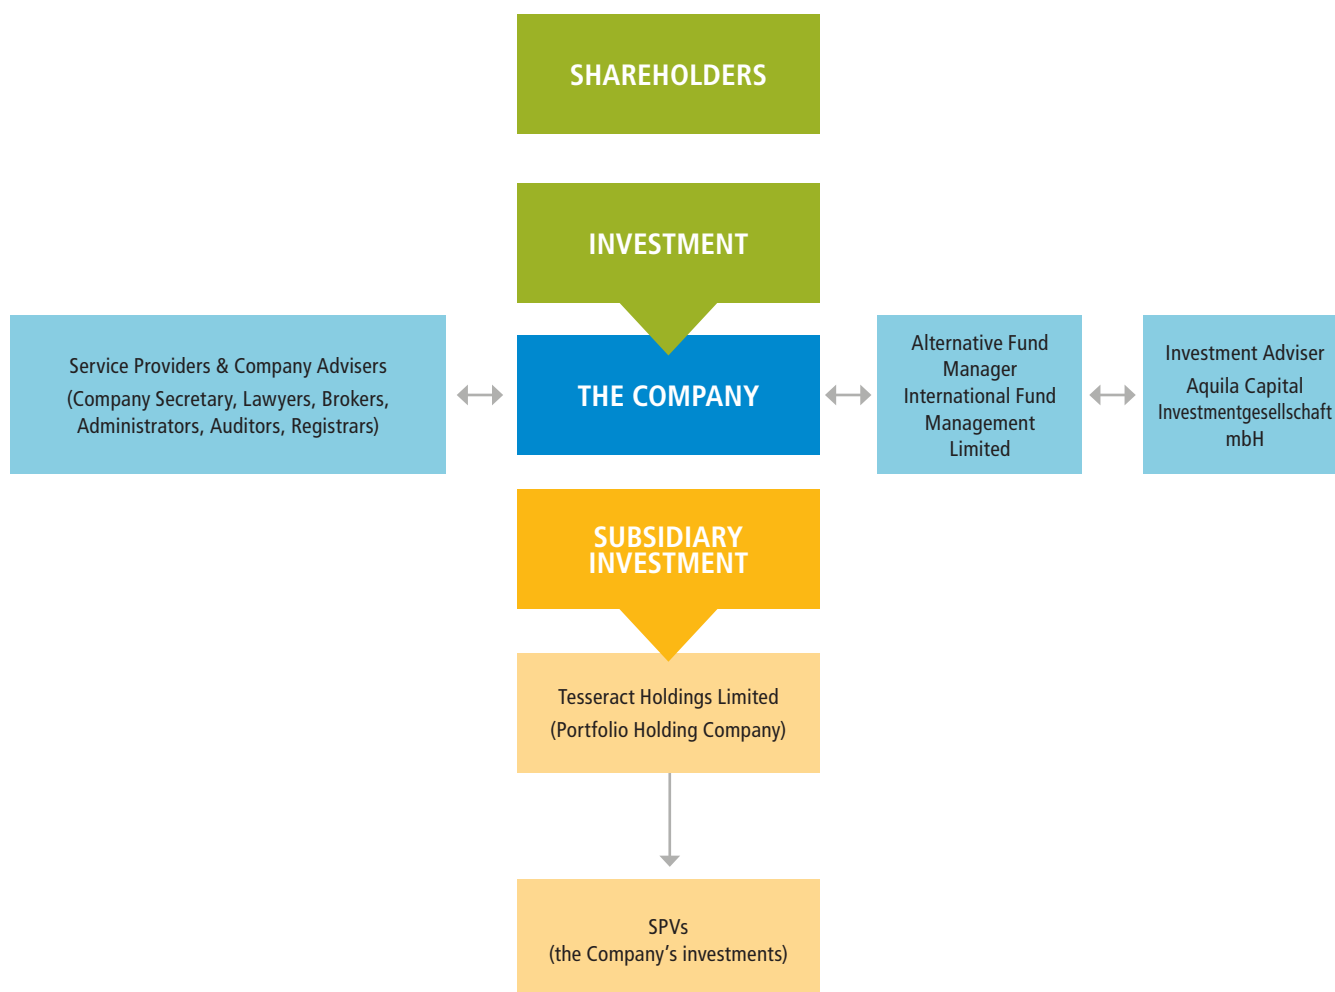 SHAREHOLDERS
INVESTMENT
Service Providers & Company Advisers
(Company Secretary, Lawyers, Brokers,
Administrators, Auditors, Registrars)
THE COMPANY
Alternative Fund
Manager
International Fund
Management
Limited
Investment Adviser
Aquila Capital
Investmentgesellschaft
mbH
SUBSIDIARY
INVESTMENT
Tesseract Holdings Limited
(Portfolio Holding Company)
SPVs
(the Company’s investments)